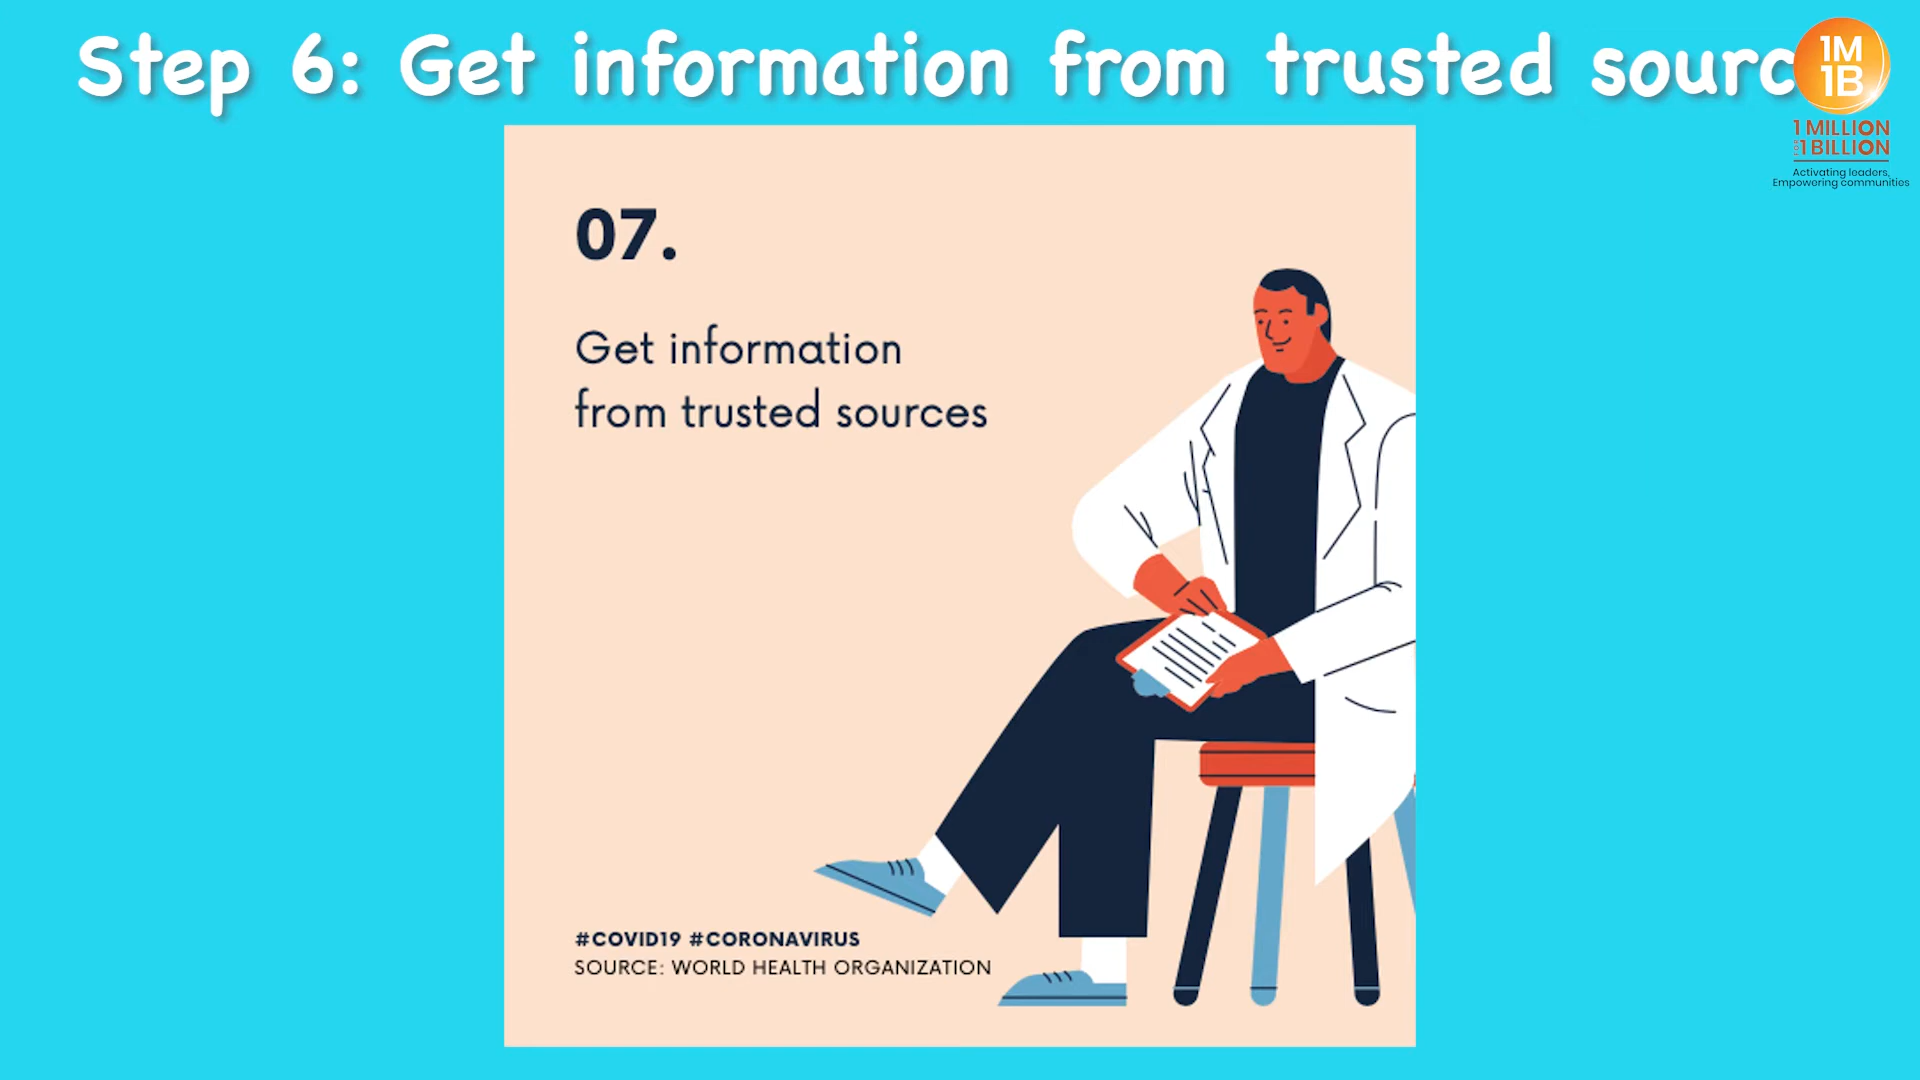 Step 6: Get information from trusted sourc
1M
1B
1 MILLION
1 BILLION
Activating leaders,
Empowering communities
07.
Get information
from trusted sources
#COVID19 #CORONAVIRUS
SOURCE: WORLD HEALTH ORGANIZATION